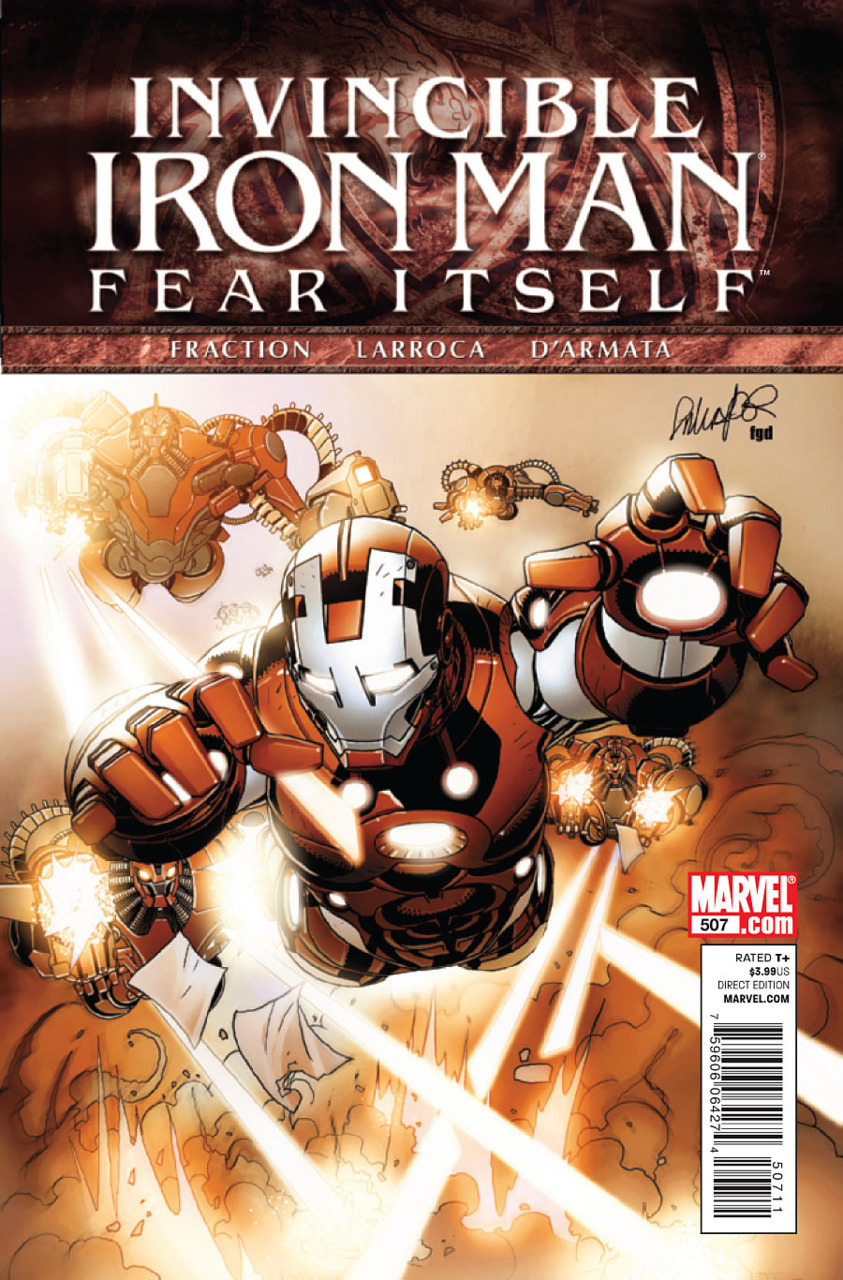 INVINCIBLE
IRON MAN®
FEAR ITSELF™
FRACTION LARROCA D'ARMATA
fgd
MARVEL®
507 .com
RATED T+
$3.99US
DIRECT EDITION
MARVEL.COM
7 59606 06427 4
50711